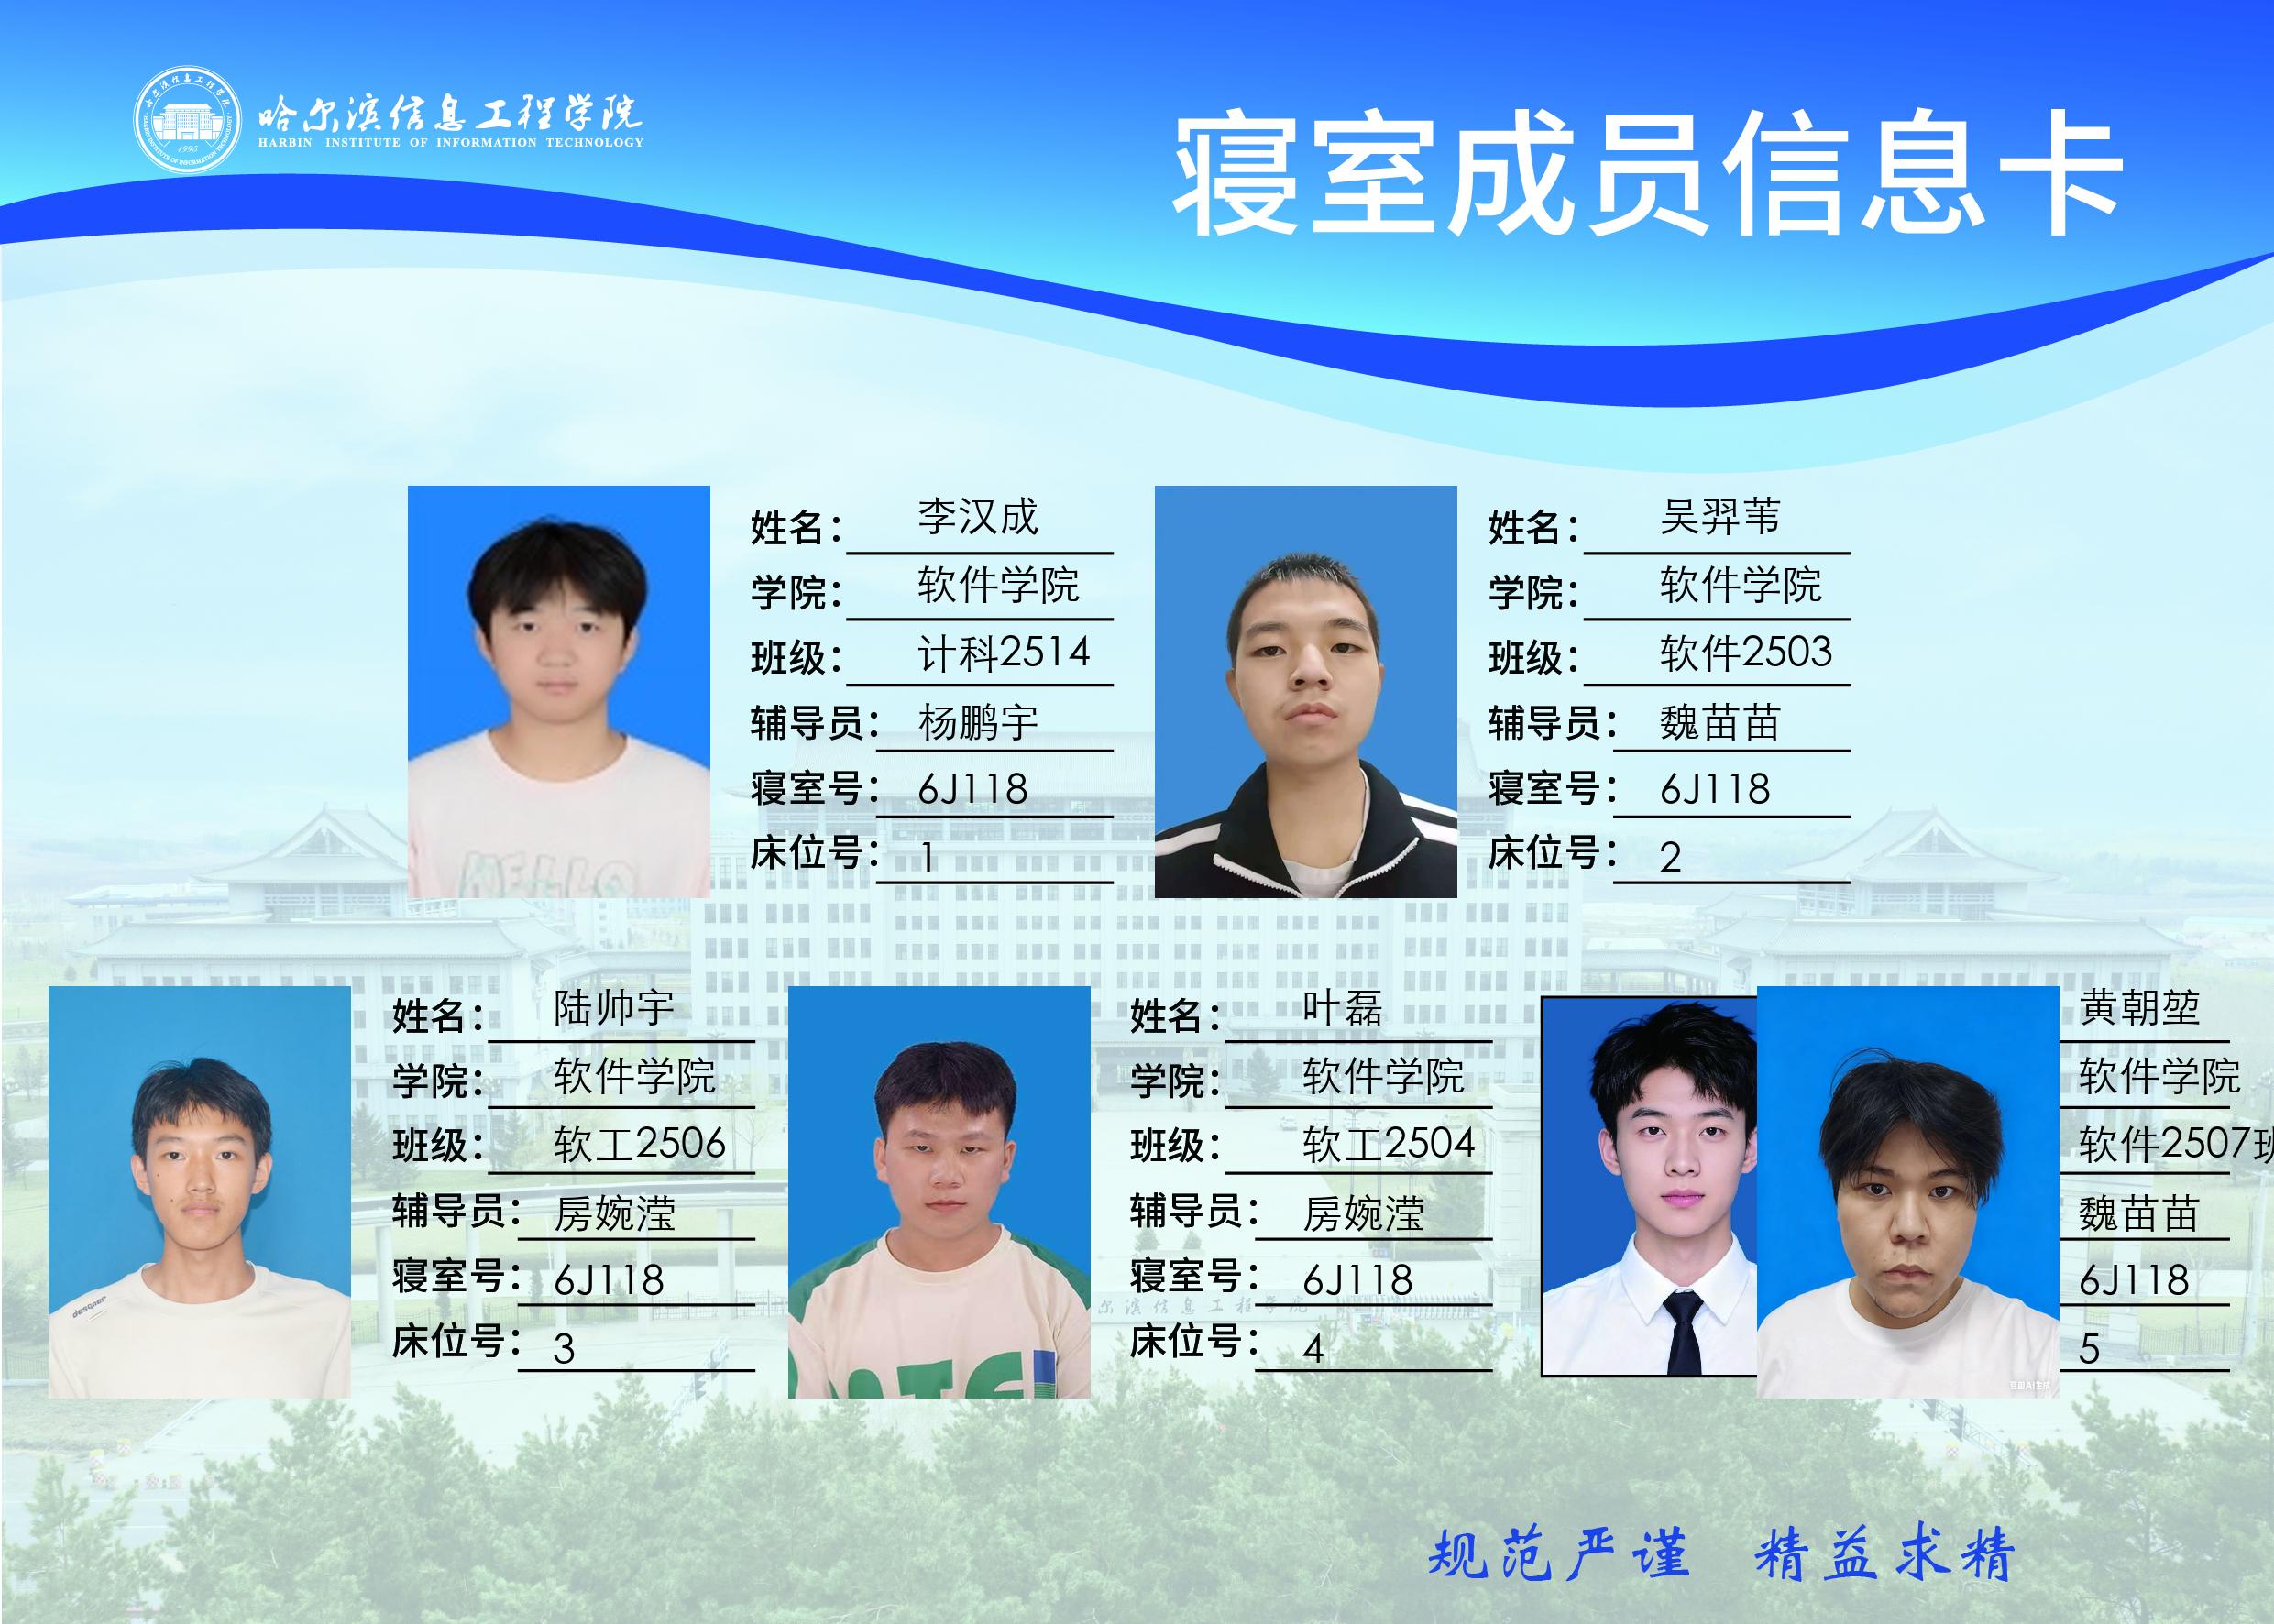 哈尔滨信息工程学院
HARBIN INSTITUTE OF INFORMATION TECHNOLOGY
1995
寝室成员信息卡
姓名： 李汉成
学院： 软件学院
班级： 计科2514
辅导员： 杨鹏宇
寝室号： 6J118
床位号： 1
HELLO
姓名： 吴羿苇
学院： 软件学院
班级： 软件2503
辅导员： 魏苗苗
寝室号： 6J118
床位号： 2
姓名： 陆帅宇
学院： 软件学院
班级： 软工2506
辅导员： 房婉滢
寝室号： 6J118
床位号： 3
姓名： 叶磊
学院： 软件学院
班级： 软工2504
辅导员： 房婉滢
寝室号： 6J118
床位号： 4
黄朝堃
软件学院
软件2507班
魏苗苗
6J118
5
豆包AI生成
规范严谨 精益求精